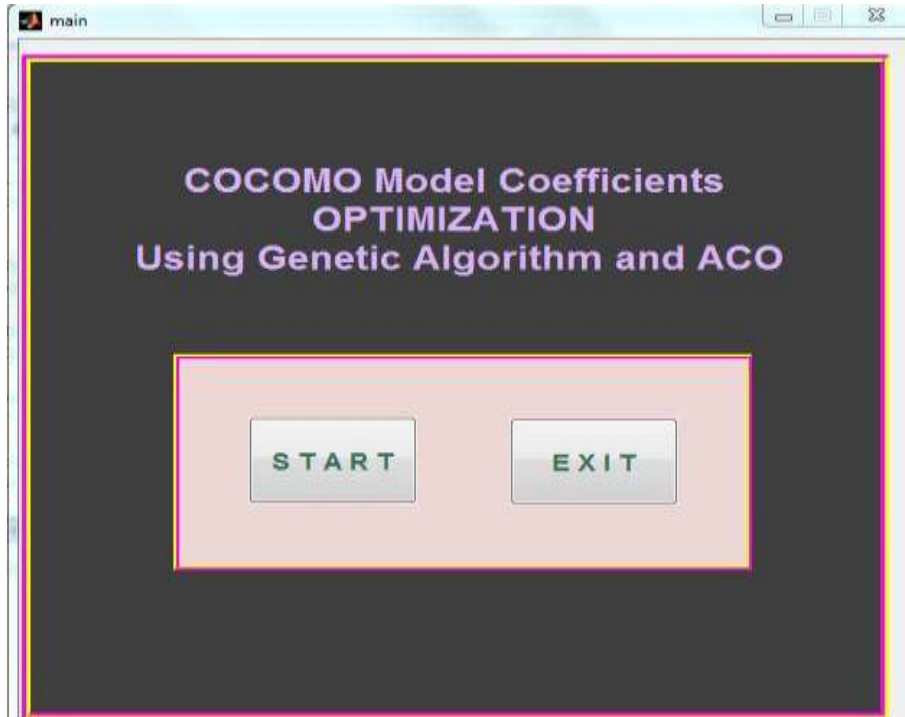 main
COCOMO Model Coefficients
OPTIMIZATION
Using Genetic Algorithm and ACO
START
EXIT